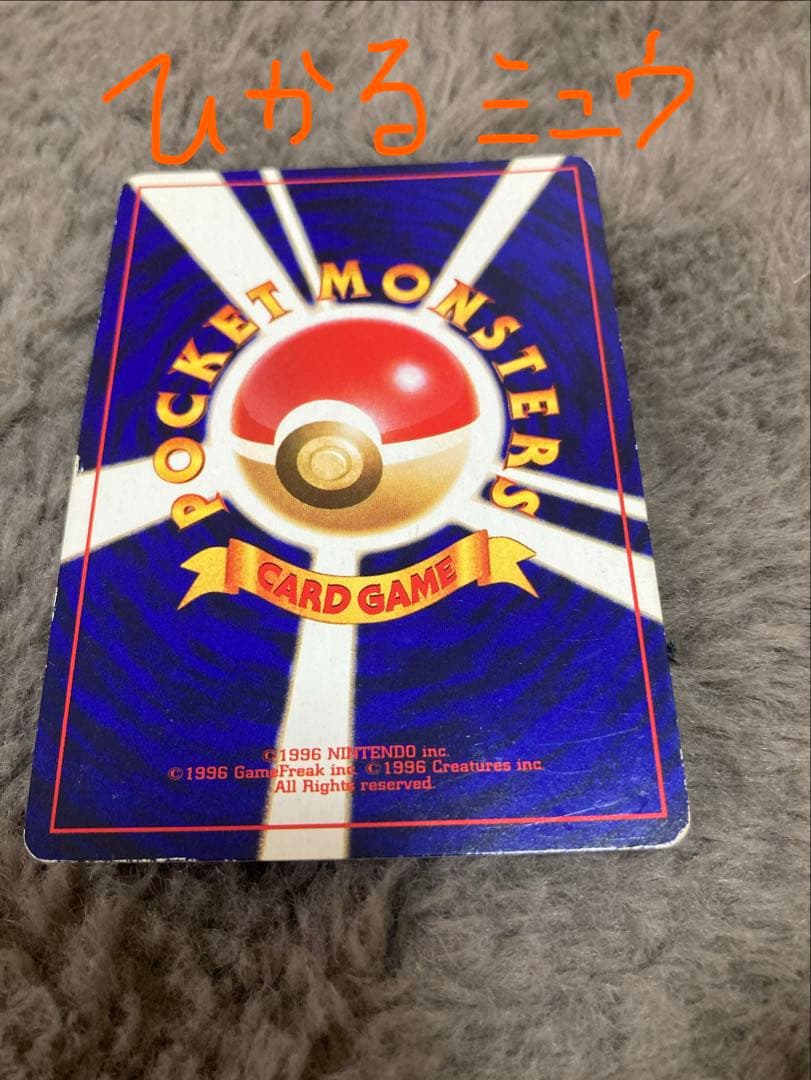 ひかる ミュウ
POCKET MONSTERS
CARD GAME
©1996 NINTENDO inc.
©1996 GameFreak inc. ©1996 Creatures inc.
All Rights reserved.